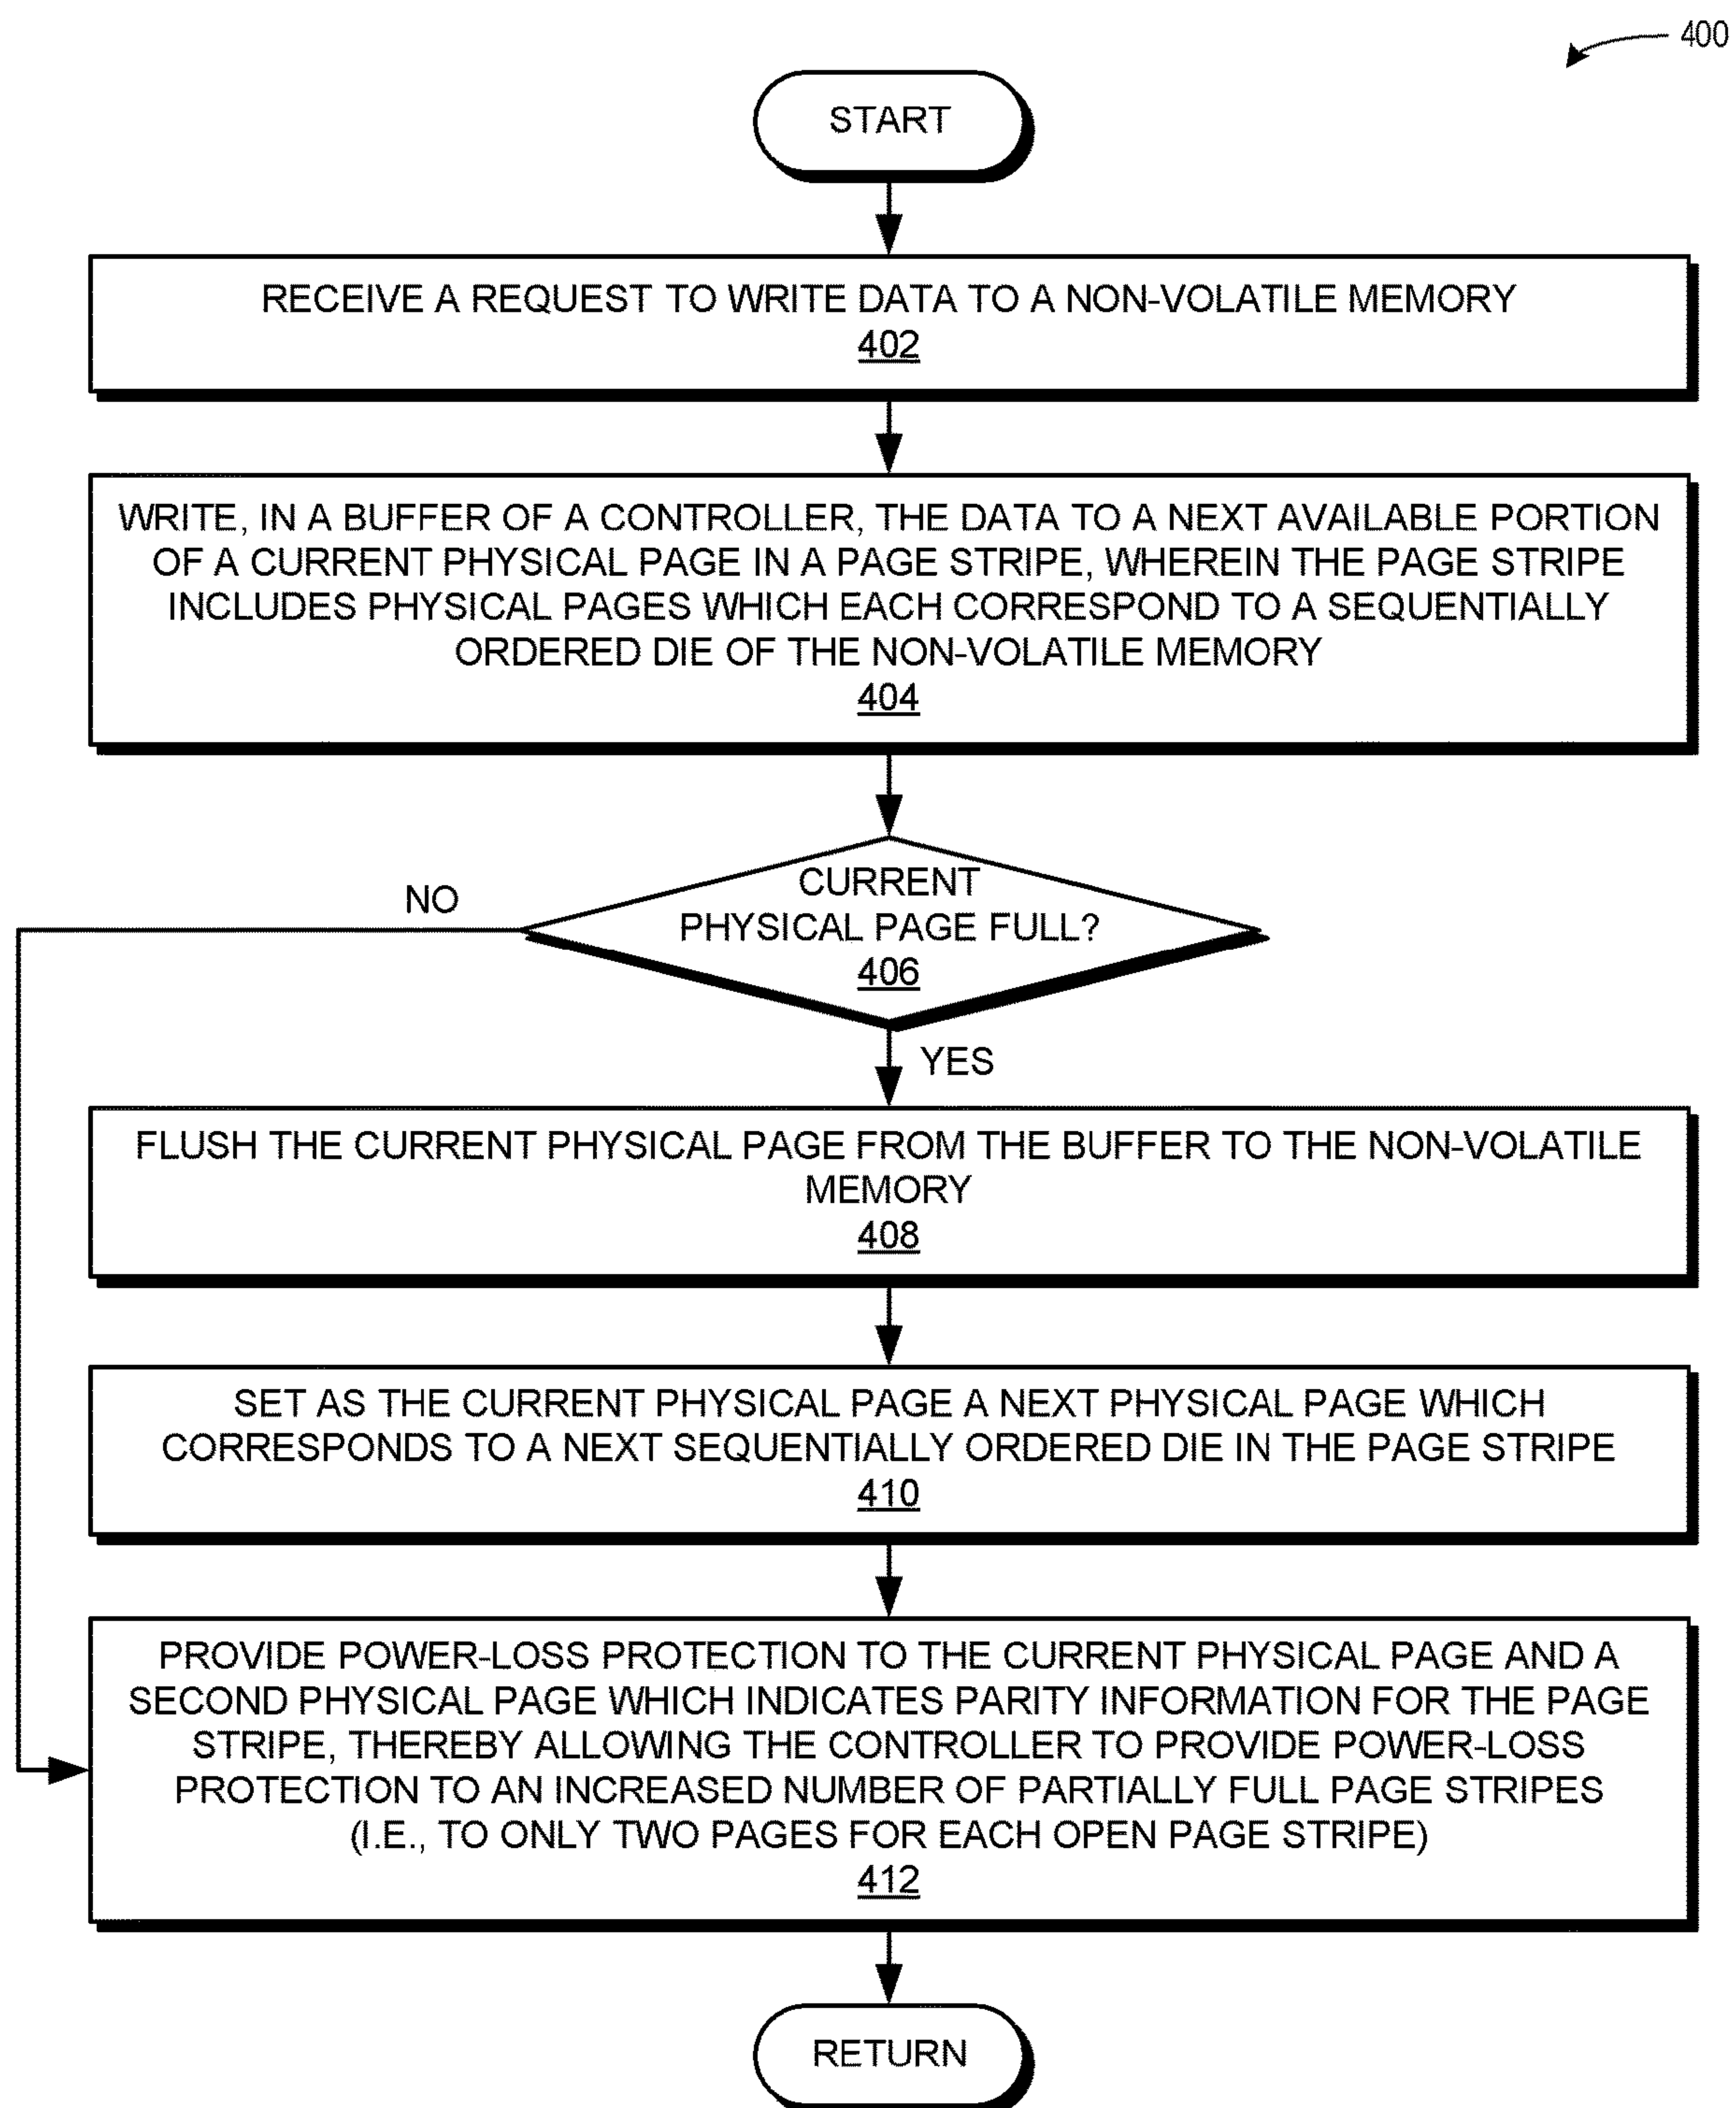 400
START
RECEIVE A REQUEST TO WRITE DATA TO A NON-VOLATILE MEMORY
402
WRITE, IN A BUFFER OF A CONTROLLER, THE DATA TO A NEXT AVAILABLE PORTION
OF A CURRENT PHYSICAL PAGE IN A PAGE STRIPE, WHEREIN THE PAGE STRIPE
INCLUDES PHYSICAL PAGES WHICH EACH CORRESPOND TO A SEQUENTIALLY
ORDERED DIE OF THE NON-VOLATILE MEMORY
404
NO
CURRENT
PHYSICAL PAGE FULL?
406
YES
FLUSH THE CURRENT PHYSICAL PAGE FROM THE BUFFER TO THE NON-VOLATILE
MEMORY
408
SET AS THE CURRENT PHYSICAL PAGE A NEXT PHYSICAL PAGE WHICH
CORRESPONDS TO A NEXT SEQUENTIALLY ORDERED DIE IN THE PAGE STRIPE
410
PROVIDE POWER-LOSS PROTECTION TO THE CURRENT PHYSICAL PAGE AND A
SECOND PHYSICAL PAGE WHICH INDICATES PARITY INFORMATION FOR THE PAGE
STRIPE, THEREBY ALLOWING THE CONTROLLER TO PROVIDE POWER-LOSS
PROTECTION TO AN INCREASED NUMBER OF PARTIALLY FULL PAGE STRIPES
(I.E., TO ONLY TWO PAGES FOR EACH OPEN PAGE STRIPE)
412
RETURN